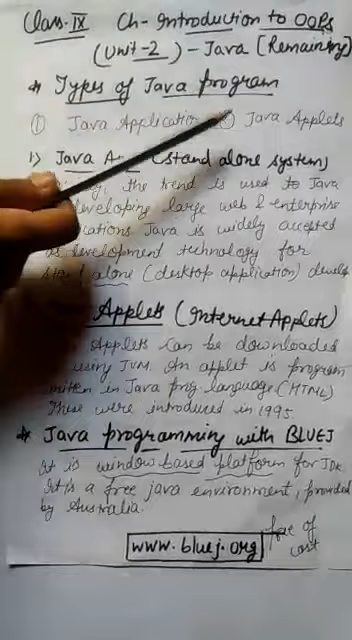 Class-IX Ch-Introduction to OOPs
(Unit-2) - Java [Remaining]
* Types of Java program
① Java Application ② Java Applets
1) Java (stand alone system)
the trend is used to Java
developing large web & enterprise
Java is widely accepted
as development technology for
stand alone (desktop application) develop
Applets (Internet Applets)
Applets can be downloaded
using JVM. An applet is program
written in Java prog. language (HTML)
These were introduced in 1995
* Java programming with BLUEJ
It is window based platform for JDK.
It is a free java environment, provided
by Australia.
free of
cost
www.bluej.org